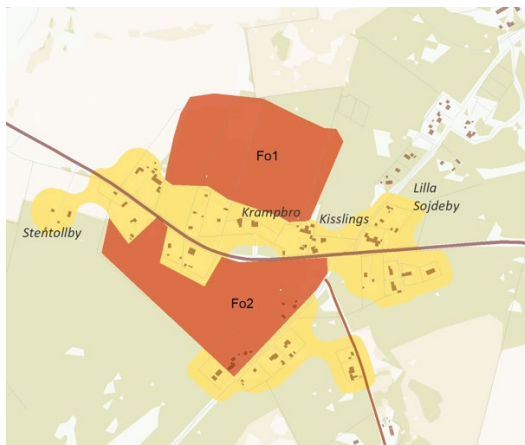 Fo1
Lilla
Sojdeby
Krampbro
Kisslings
Stentollby
Fo2